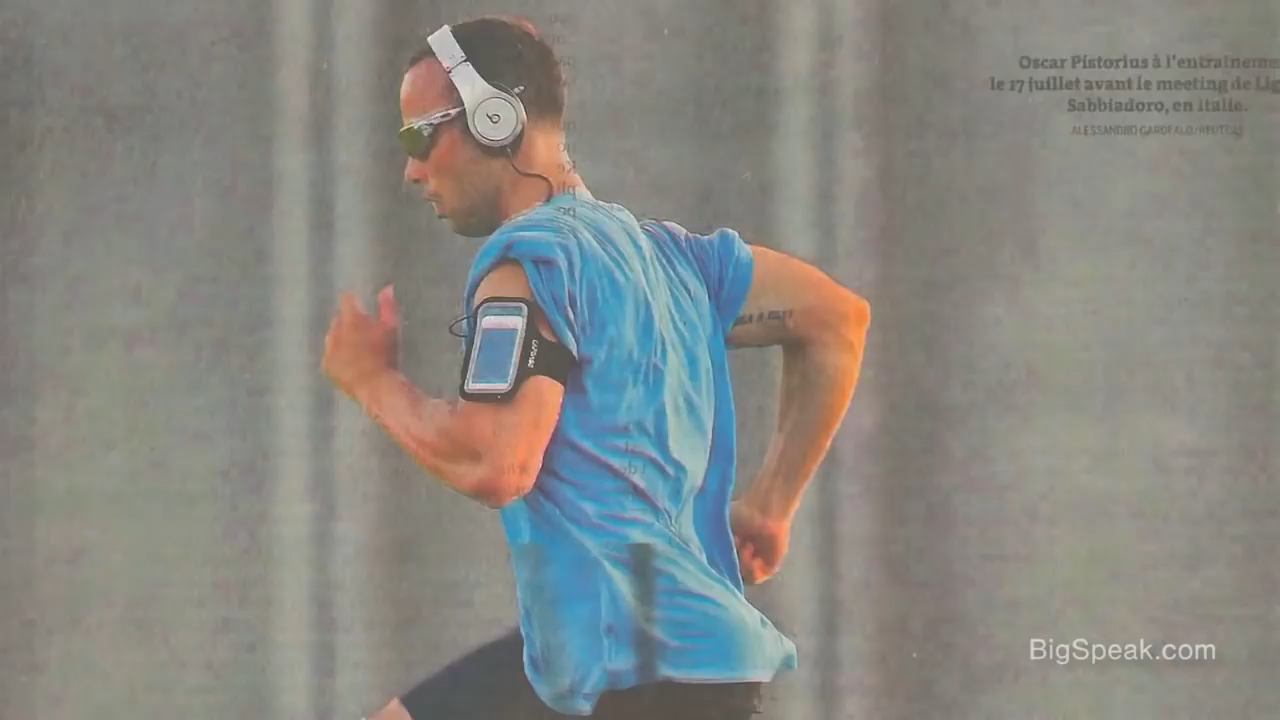 Oscar Pistorius à l'entraîneme
le 17 juillet avant le meeting de Lig
Sabbiadoro, en Italie.
ALESSANDRO GAROFALO/REUTERS
BigSpeak.com